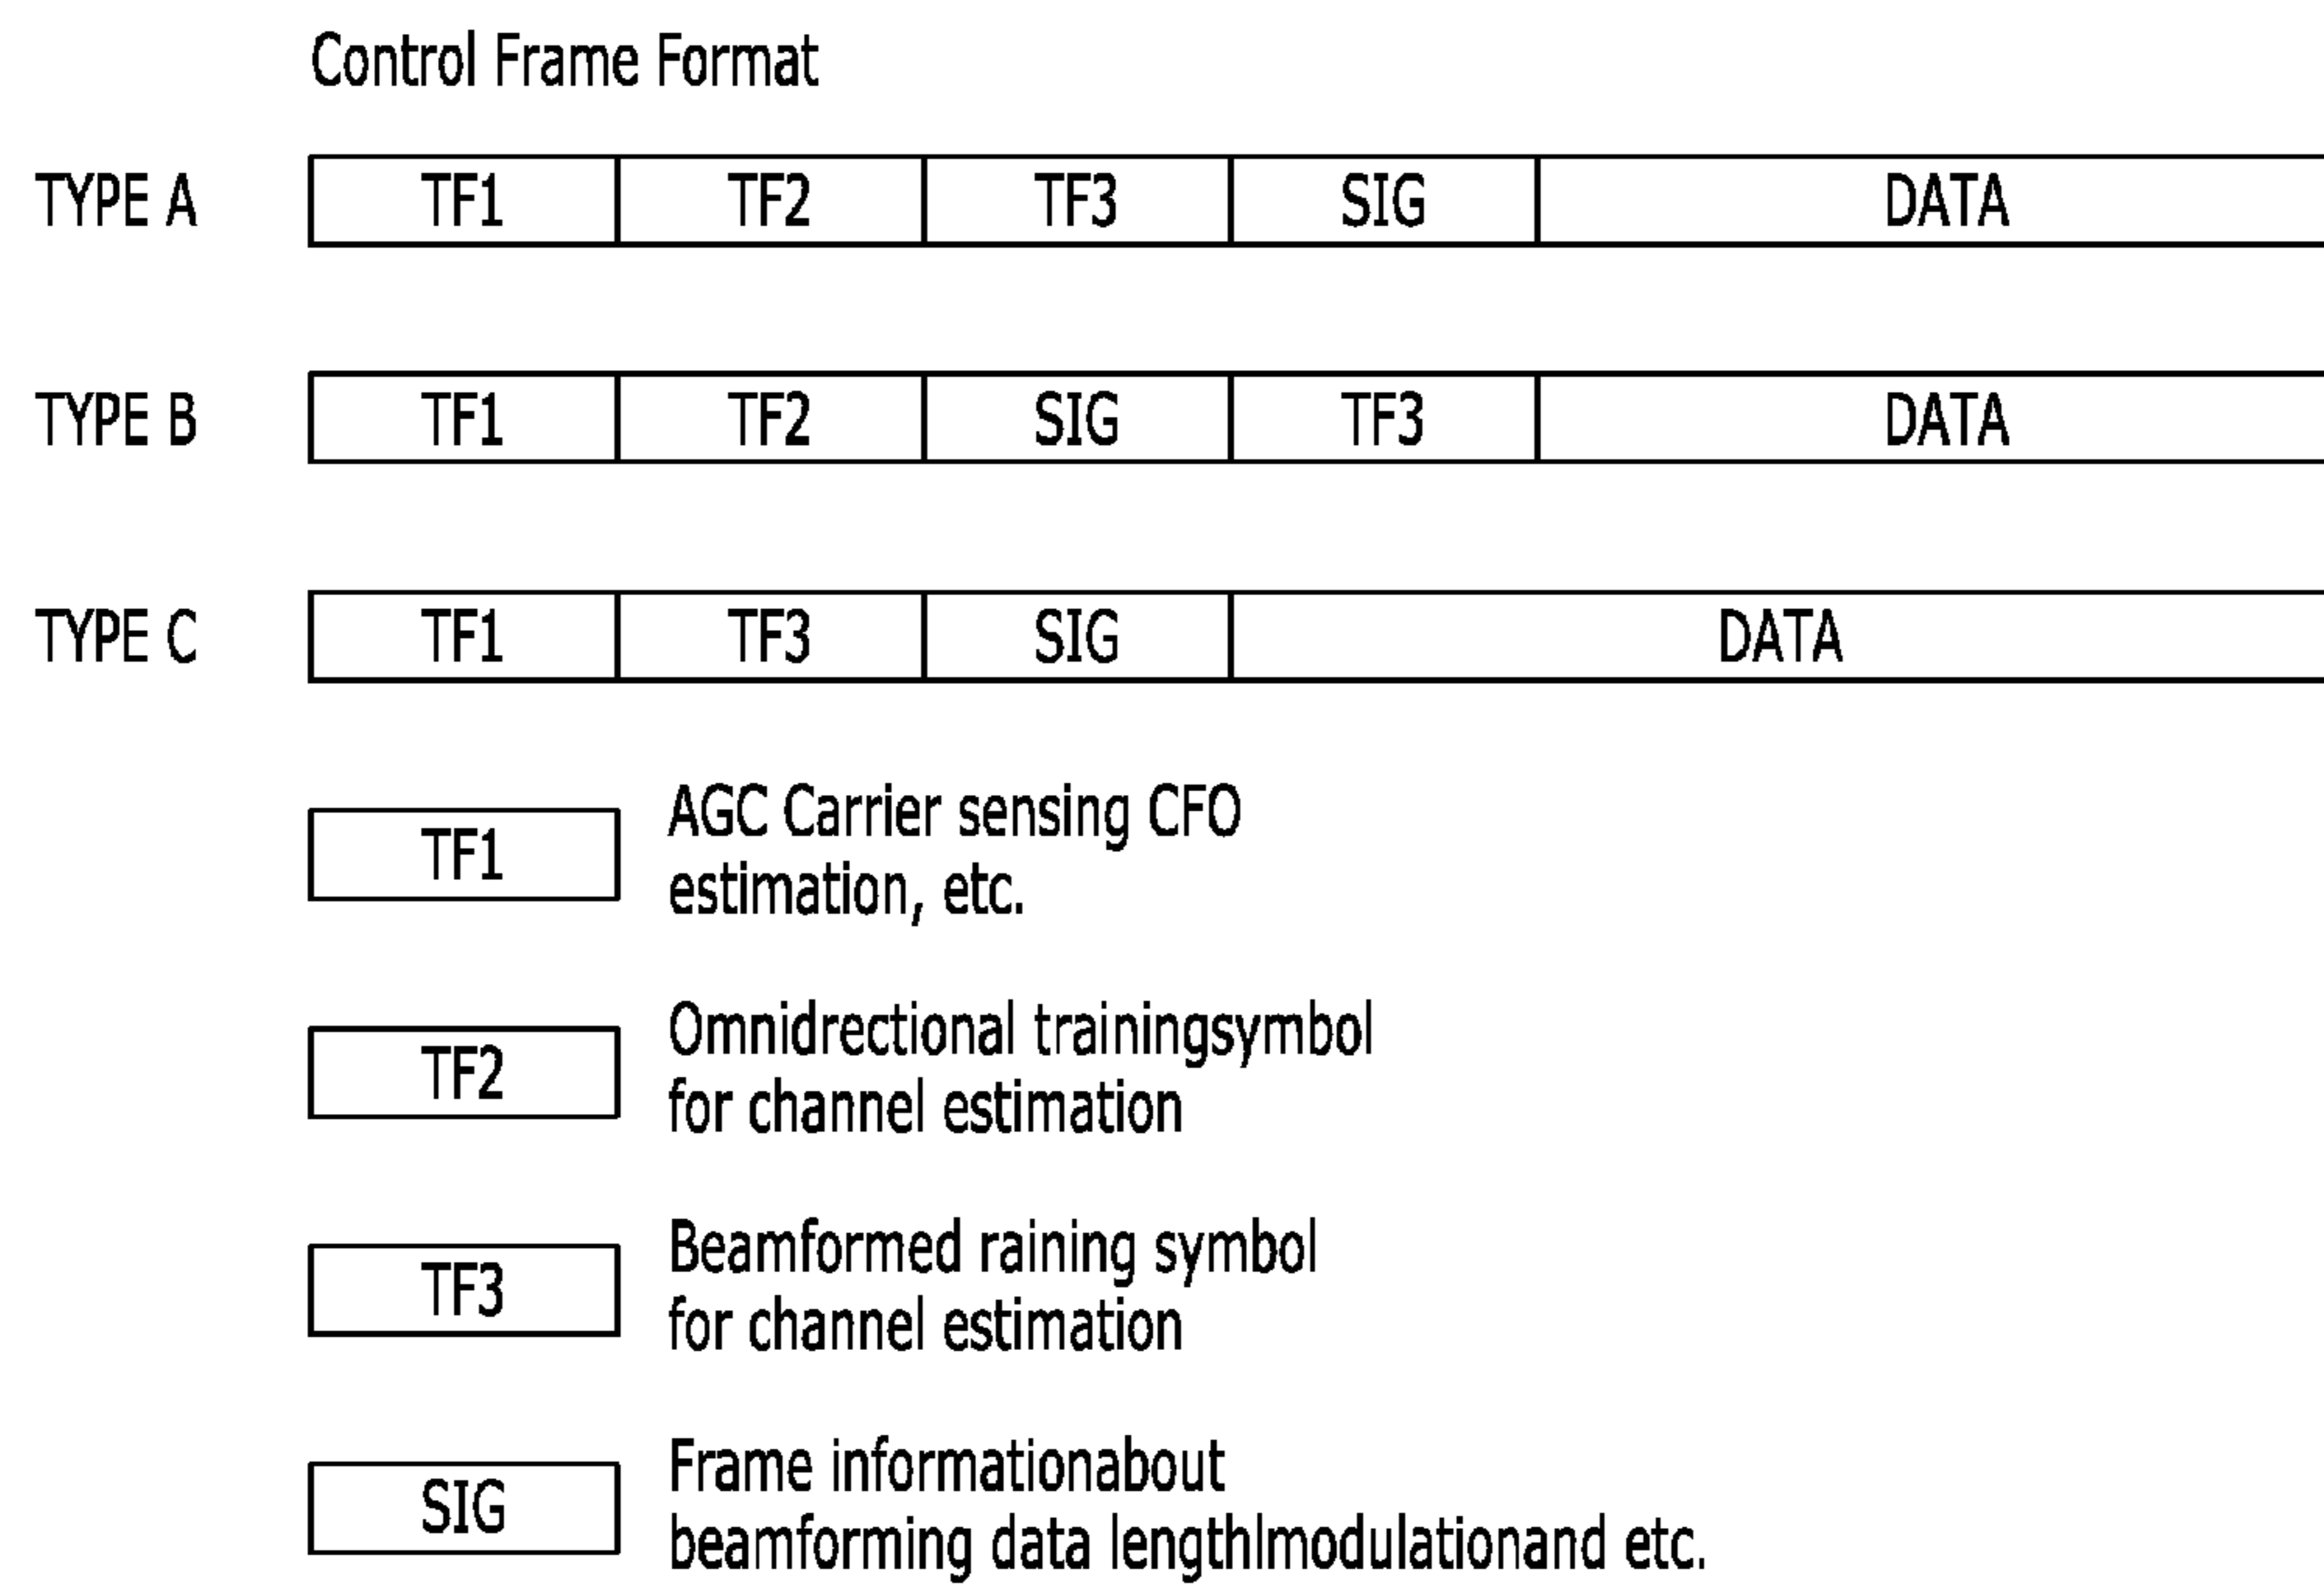 Control Frame Format
TYPE A TF1 TF2 TF3 SIG DATA
TYPE B TF1 TF2 SIG TF3 DATA
TYPE C TF1 TF3 SIG DATA
TF1 AGC Carrier sensing CFO
estimation, etc.
TF2 Omnidrectional trainingsymbol
for channel estimation
TF3 Beamformed raining symbol
for channel estimation
SIG Frame informationabout
beamforming data lengthlmodulationand etc.